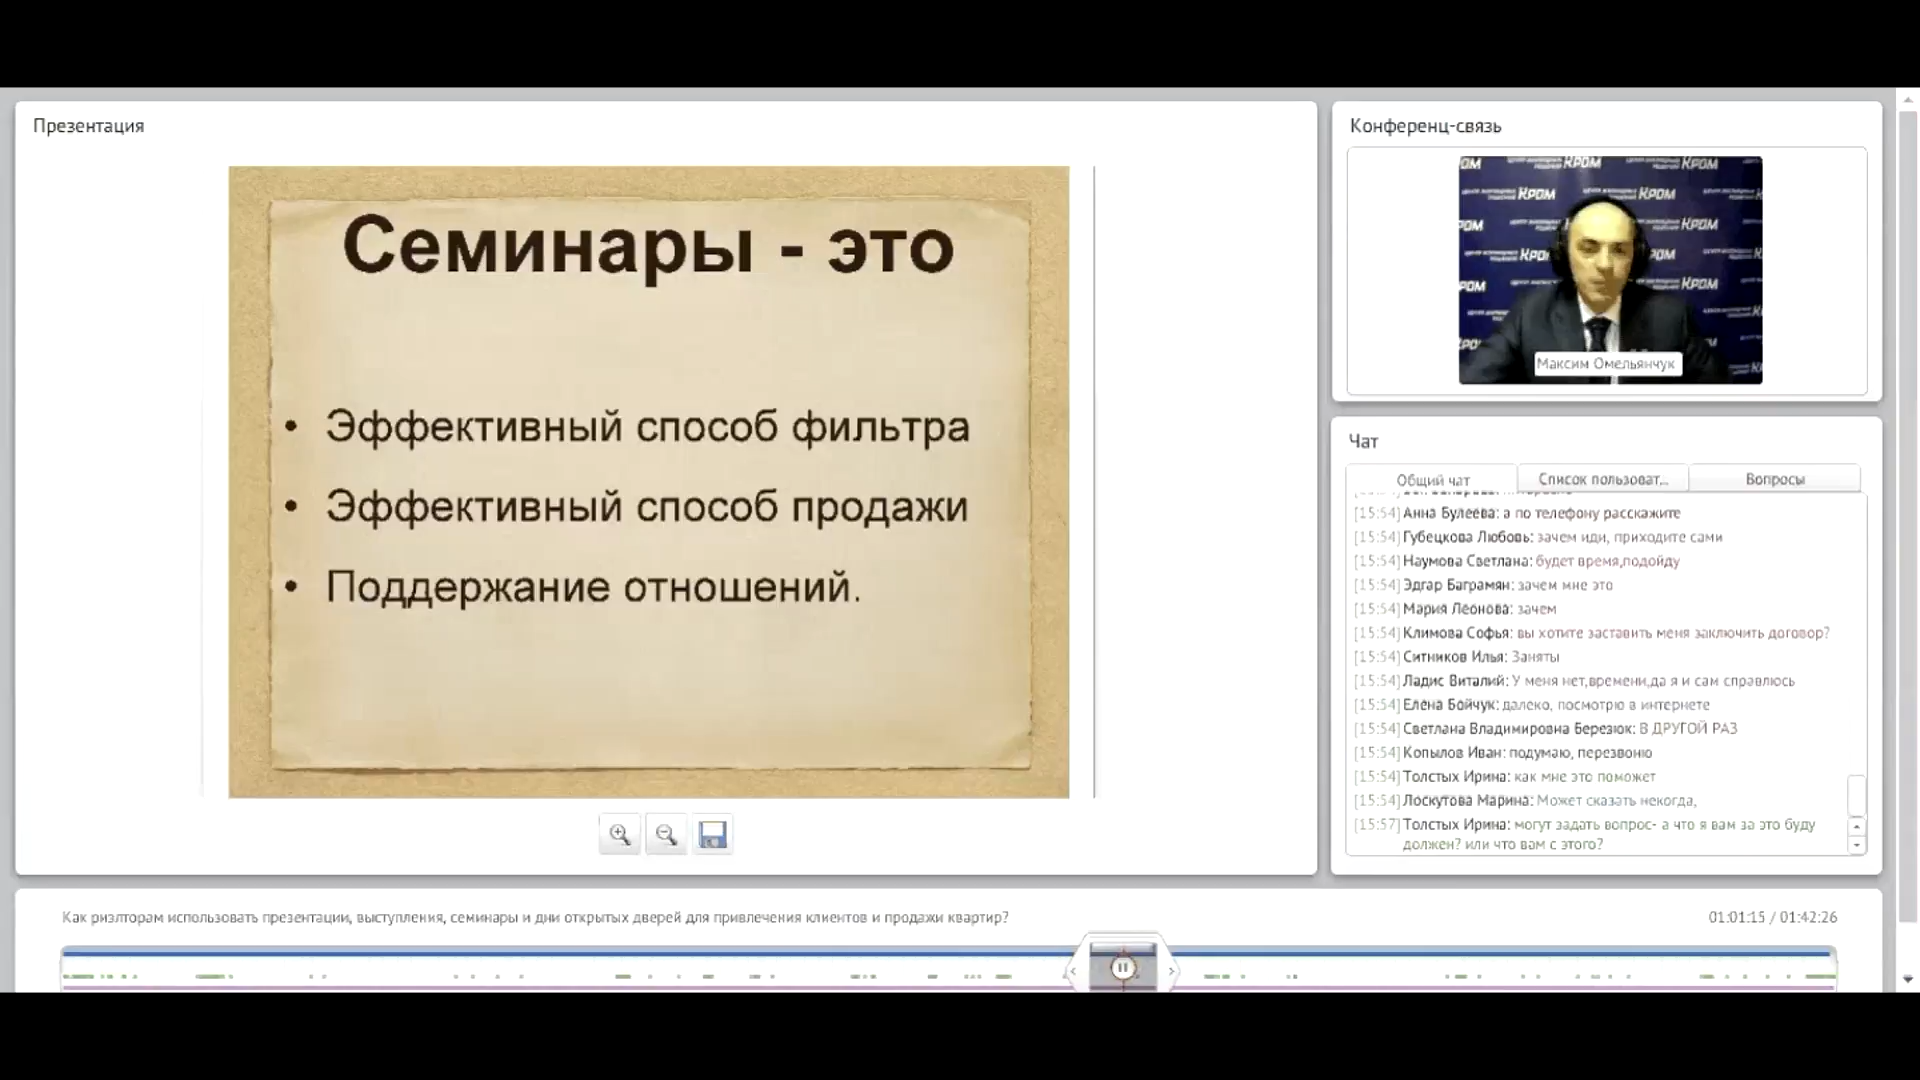 Презентация
Семинары - это
• Эффективный способ фильтра
• Эффективный способ продажи
• Поддержание отношений.
Конференц-связь
КРОМ
Максим Омельянчук
Чат
Общий чат
Список пользоват...
Вопросы
[15:54] Анна Булеева: а по телефону расскажите
[15:54] Губецкова Любовь: зачем иди, приходите сами
[15:54] Наумова Светлана: будет время,подойду
[15:54] Эдгар Баграмян: зачем мне это
[15:54] Мария Леонова: зачем
[15:54] Климова Софья: вы хотите заставить меня заключить договор?
[15:54] Ситников Илья: Заняты
[15:54] Ладис Виталий: У меня нет,времени,да я и сам справлюсь
[15:54] Елена Бойчук: далеко, посмотрю в интернете
[15:54] Светлана Владимировна Березюк: В ДРУГОЙ РАЗ
[15:54] Копылов Иван: подумаю, перезвоню
[15:54] Толстых Ирина: как мне это поможет
[15:54] Лоскутова Марина: Может сказать некогда,
[15:57] Толстых Ирина: могут задать вопрос- а что я вам за это буду
должен? или что вам с этого?
Как риэлторам использовать презентации, выступления, семинары и дни открытых дверей для привлечения клиентов и продажи квартир?
01:01:15 / 01:42:26